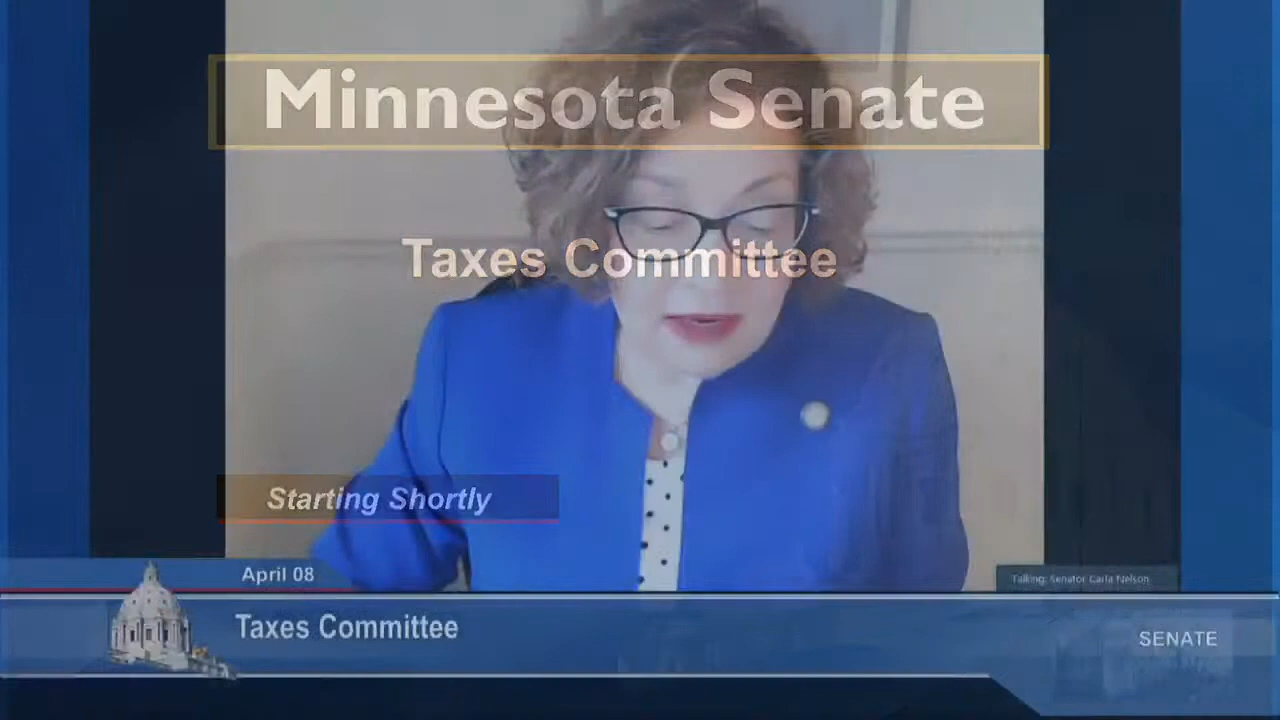 Minnesota Senate
Taxes Committee
Starting Shortly
April 08
Talking: Senator Carla Nelson
Taxes Committee
SENATE